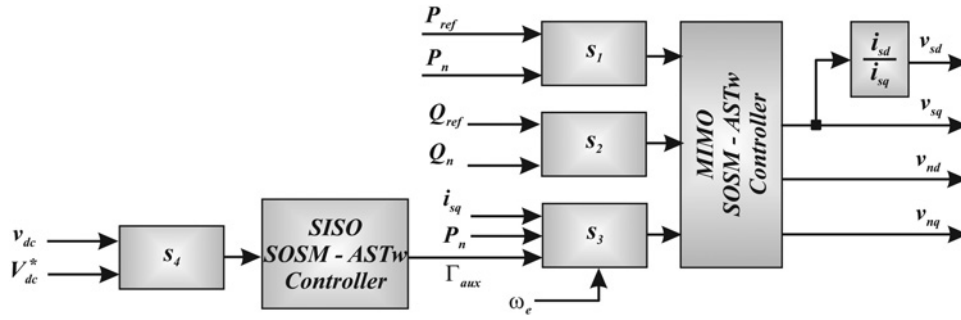 P_ref
P_n
s_1
Q_ref
Q_n
s_2
i_sq
P_n
Γ_aux
ω_e
s_3
v_dc
V_dc^*
s_4
SISO
SOSM - ASTw
Controller
MIMO
SOSM - ASTw
Controller
i_sd
i_sq
v_sd
v_sq
v_nd
v_nq